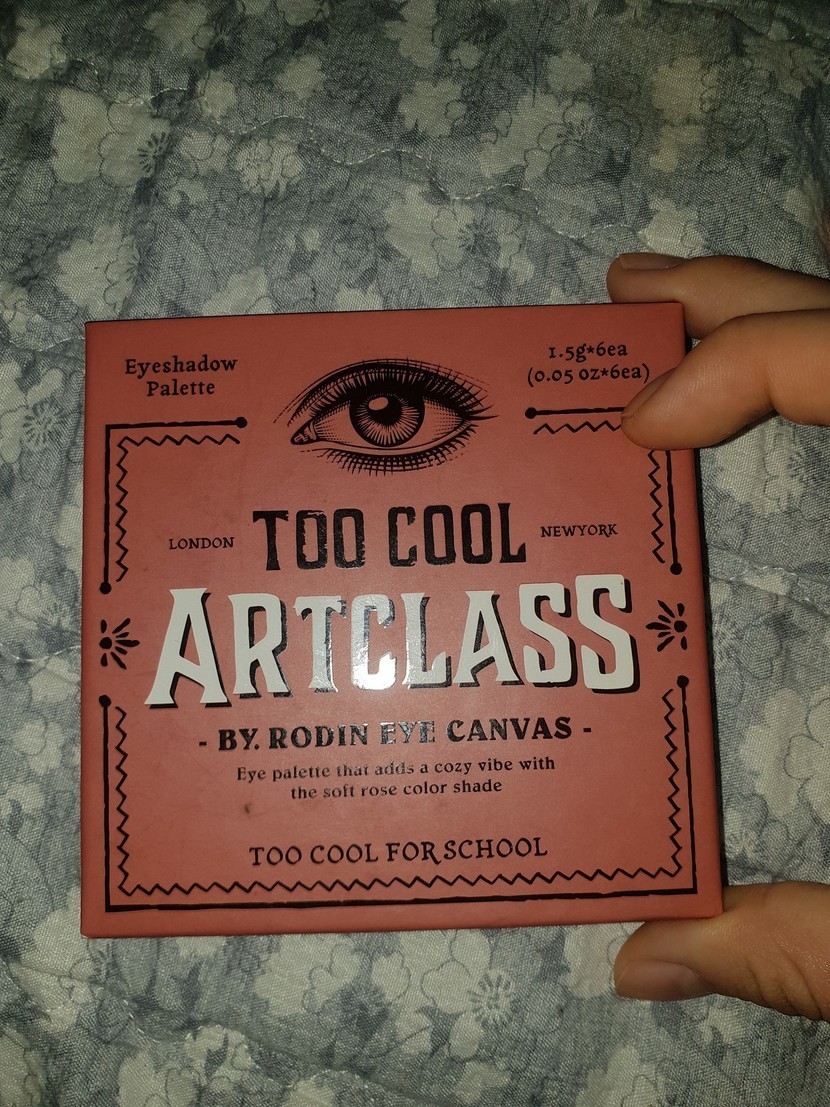 Eyeshadow
Palette
1.5g*6ea
(0.05 oz*6ea)
LONDON
TOO COOL
NEWYORK
ARTCLASS
- BY. RODIN EYE CANVAS -
Eye palette that adds a cozy vibe with
the soft rose color shade
TOO COOL FOR SCHOOL